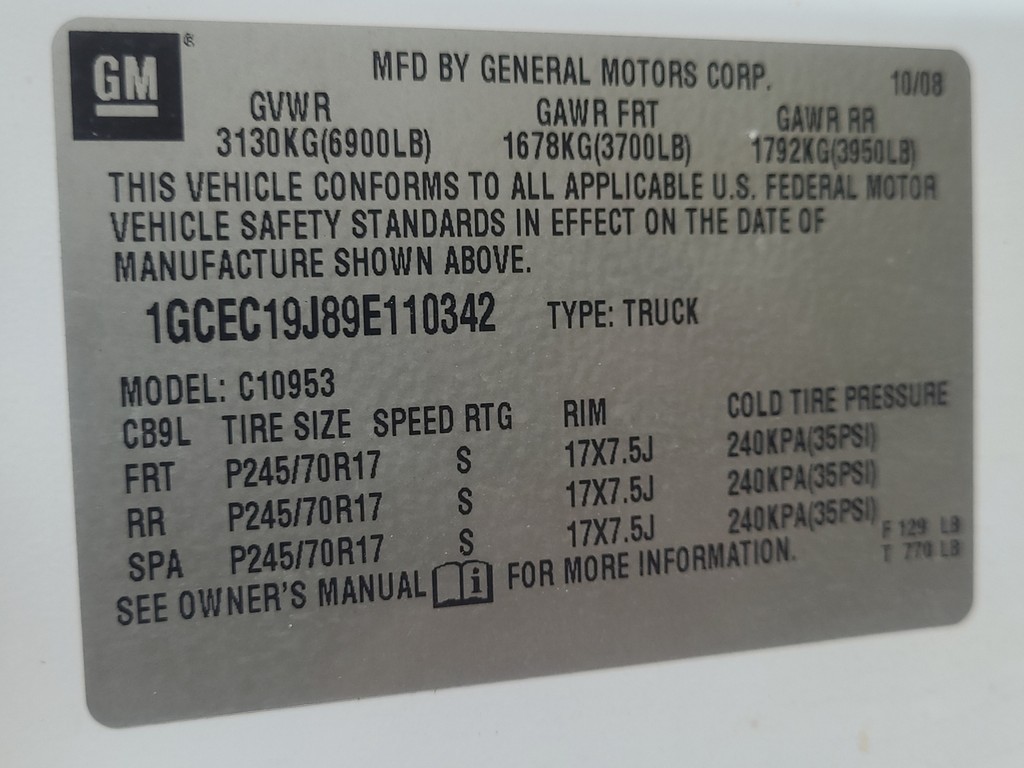 GM ®
MFD BY GENERAL MOTORS CORP. 10/08
GVWR GAWR FRT GAWR RR
3130KG(6900LB) 1678KG(3700LB) 1792KG(3950LB)
THIS VEHICLE CONFORMS TO ALL APPLICABLE U.S. FEDERAL MOTOR
VEHICLE SAFETY STANDARDS IN EFFECT ON THE DATE OF
MANUFACTURE SHOWN ABOVE.
1GCEC19J89E110342 TYPE: TRUCK
MODEL: C10953
CB9L TIRE SIZE SPEED RTG RIM COLD TIRE PRESSURE
FRT P245/70R17 S 17X7.5J 240KPA(35PSI)
RR P245/70R17 S 17X7.5J 240KPA(35PSI)
SPA P245/70R17 S 17X7.5J 240KPA(35PSI)
F 129 LB
T 770 LB
SEE OWNER'S MANUAL i FOR MORE INFORMATION.